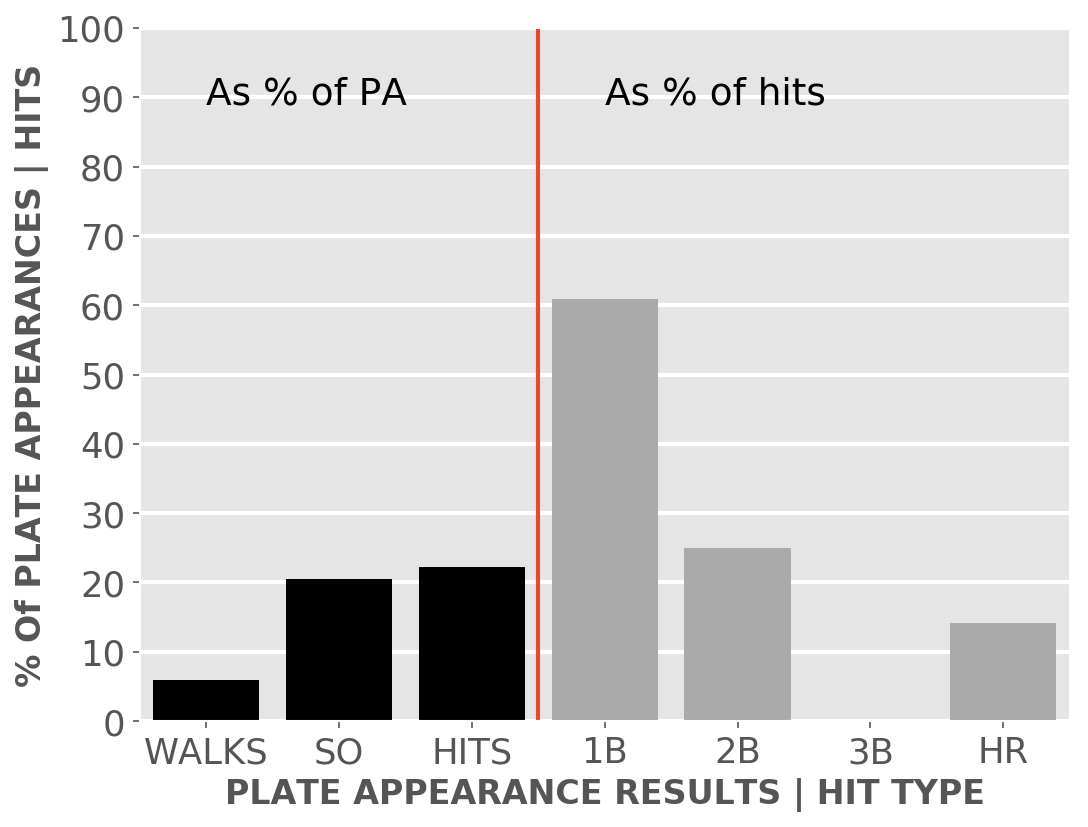 100
90
80
70
60
50
40
30
20
10
0
% Of PLATE APPEARANCES | HITS
As % of PA
As % of hits
WALKS SO HITS 1B 2B 3B HR
PLATE APPEARANCE RESULTS | HIT TYPE